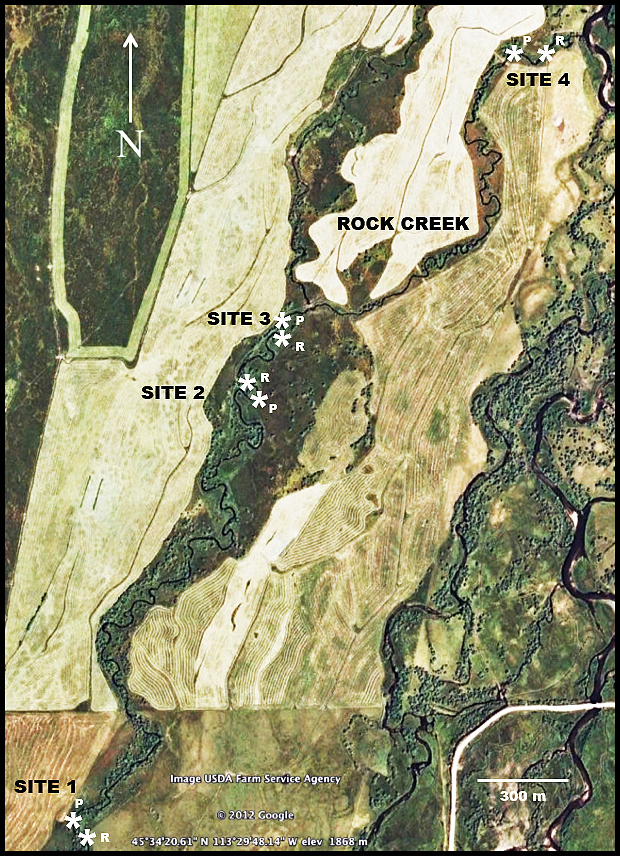 P R
SITE 4
N
ROCK CREEK
SITE 3 P
R
SITE 2 R
P
SITE 1
P
R
Image USDA Farm Service Agency
© 2012 Google
45°34'20.61" N 113°29'48.14" W elev 1868 m
300 m